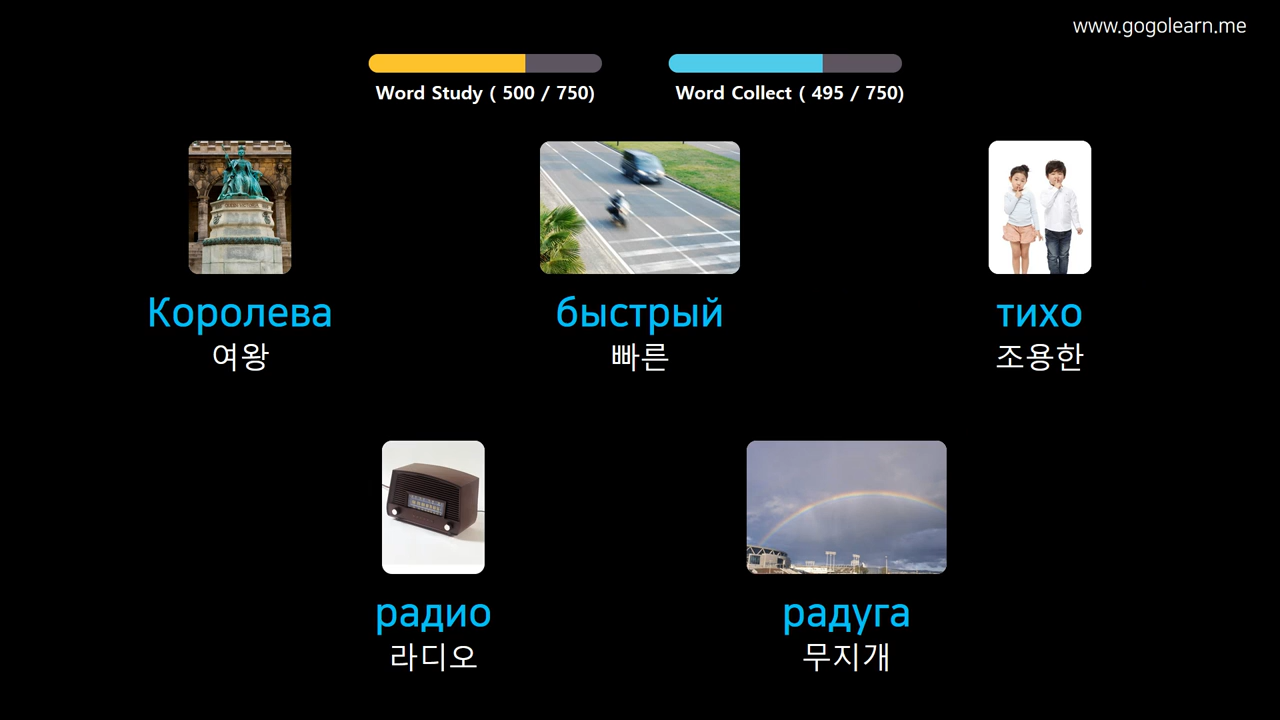 www.gogolearn.me
Word Study ( 500 / 750)
Word Collect ( 495 / 750)
Королева
여왕
быстрый
빠른
тихо
조용한
радио
라디오
радуга
무지개